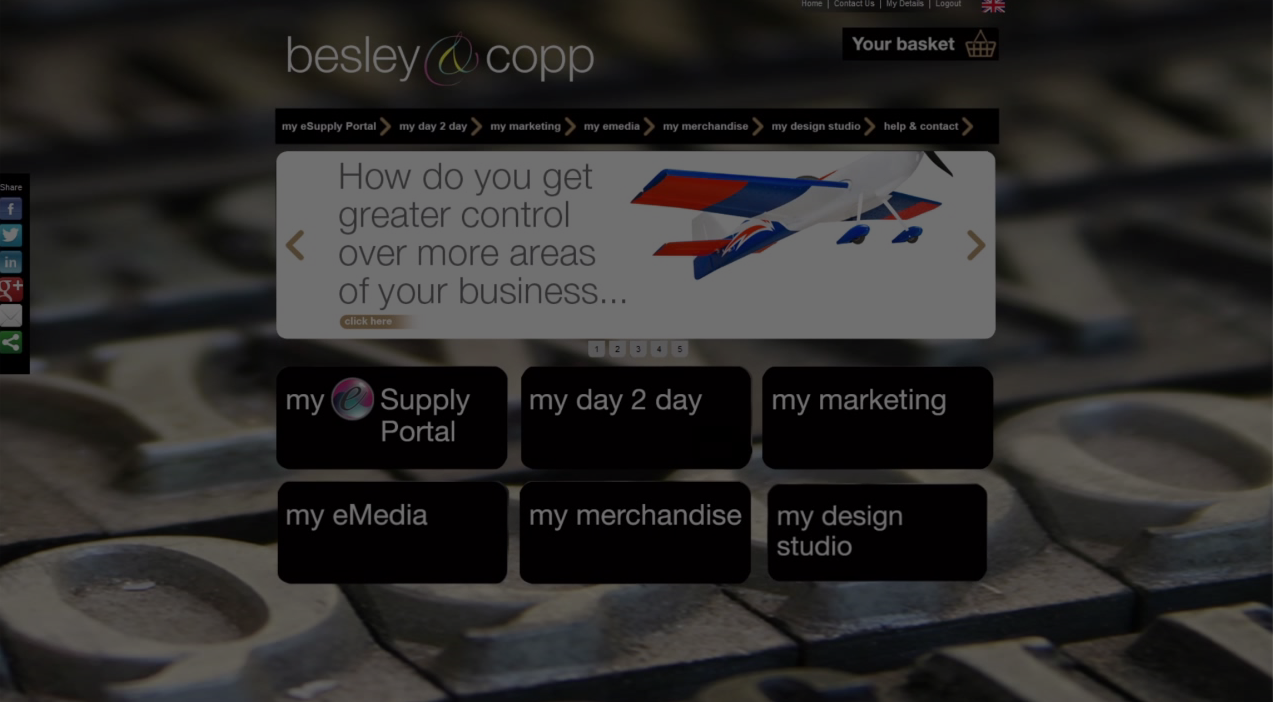 Home | Contact Us | My Details | Logout
besley @ copp
Your basket
my eSupply Portal
my day 2 day
my marketing
my emedia
my merchandise
my design studio
help & contact
Share
How do you get
greater control
over more areas
of your business...
click here
1 2 3 4 5
my e Supply
Portal
my day 2 day
my marketing
my eMedia
my merchandise
my design
studio